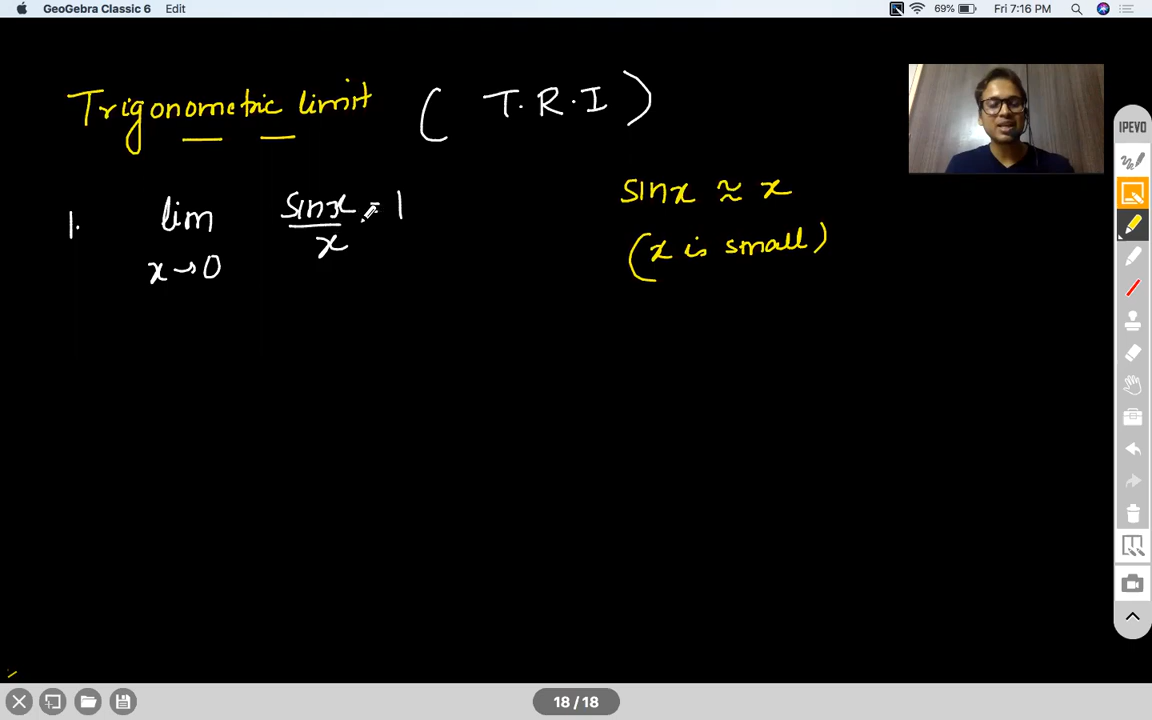 GeoGebra Classic 6 Edit 69% Fri 7:16 PM
Trigonometric limit ( T.R.I )
IPEVO
1. lim x→0 sinx/x = 1
sinx ≈ x
(x is small)
18 / 18